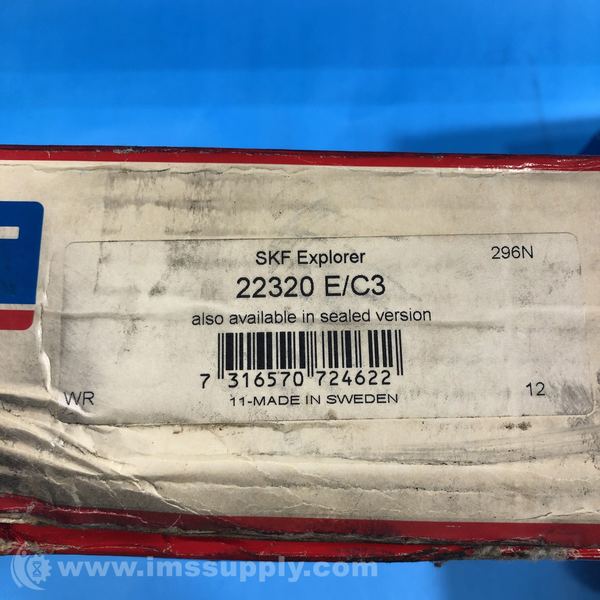 SKF Explorer 296N
22320 E/C3
also available in sealed version
7 316570 724622
WR 11-MADE IN SWEDEN 12
www.imssupply.com